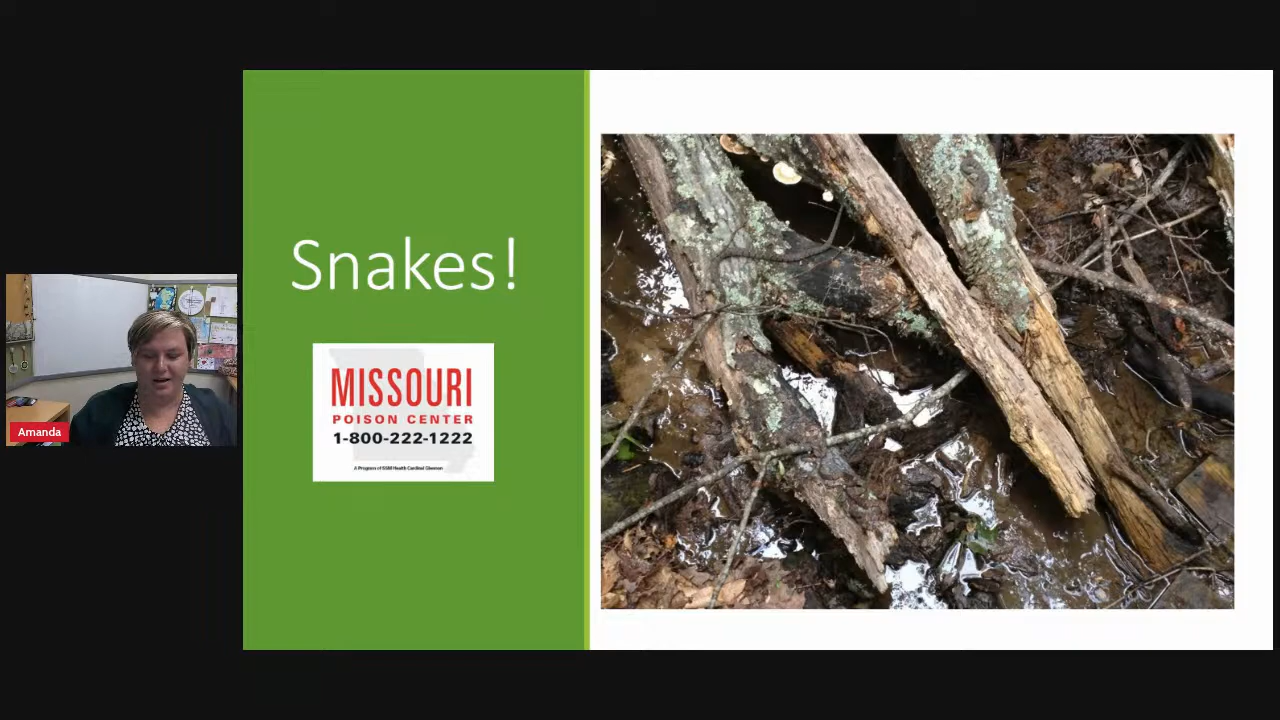 Snakes!
MISSOURI
POISON CENTER
1-800-222-1222
A Program of SSM Health Cardinal Glennon
Amanda